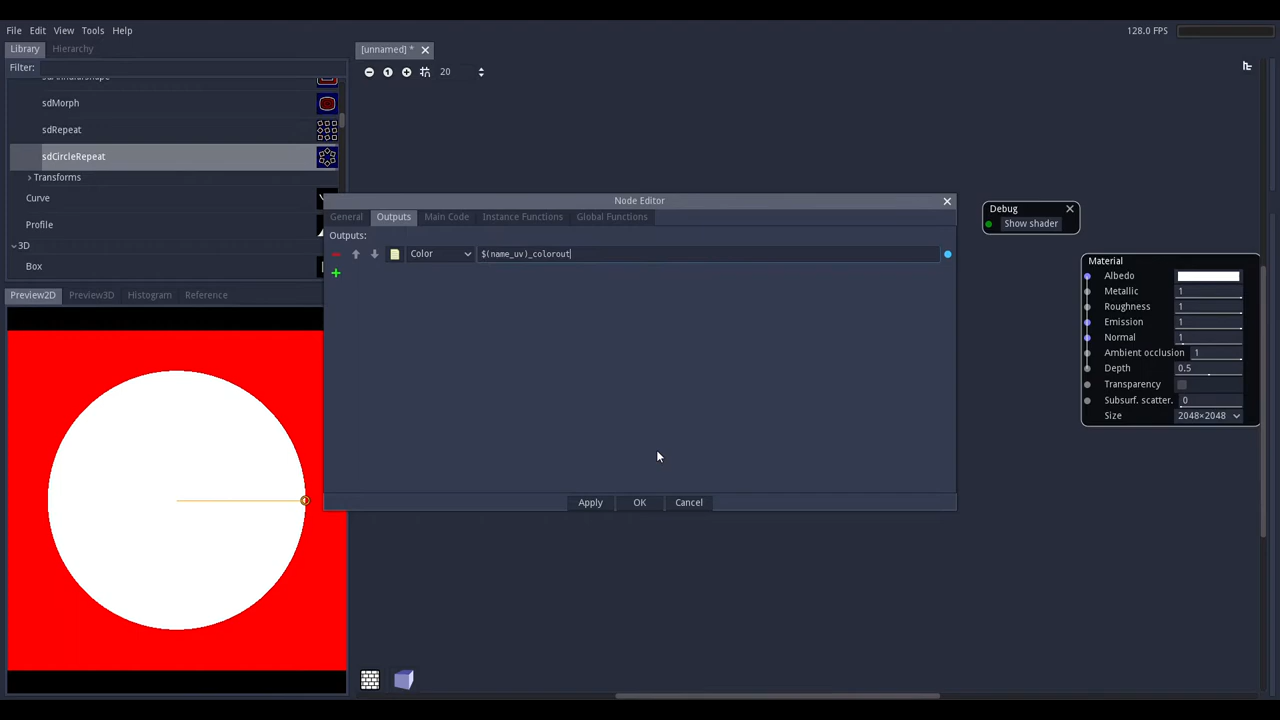 File Edit View Tools Help
128.0 FPS
Library Hierarchy
[unnamed] *
Filter:
20
sdMorph
sdRepeat
sdCircleRepeat
Transforms
Curve
Profile
3D
Box
Node Editor
General Outputs Main Code Instance Functions Global Functions
Outputs:
Color $(name_uv)_colorout
Apply OK Cancel
Debug
Show shader
Material
Albedo
Metallic 1
Roughness 1
Emission 1
Normal 1
Ambient occlusion 1
Depth 0.5
Transparency
Subsurf. scatter. 0
Size 2048×2048
Preview2D Preview3D Histogram Reference